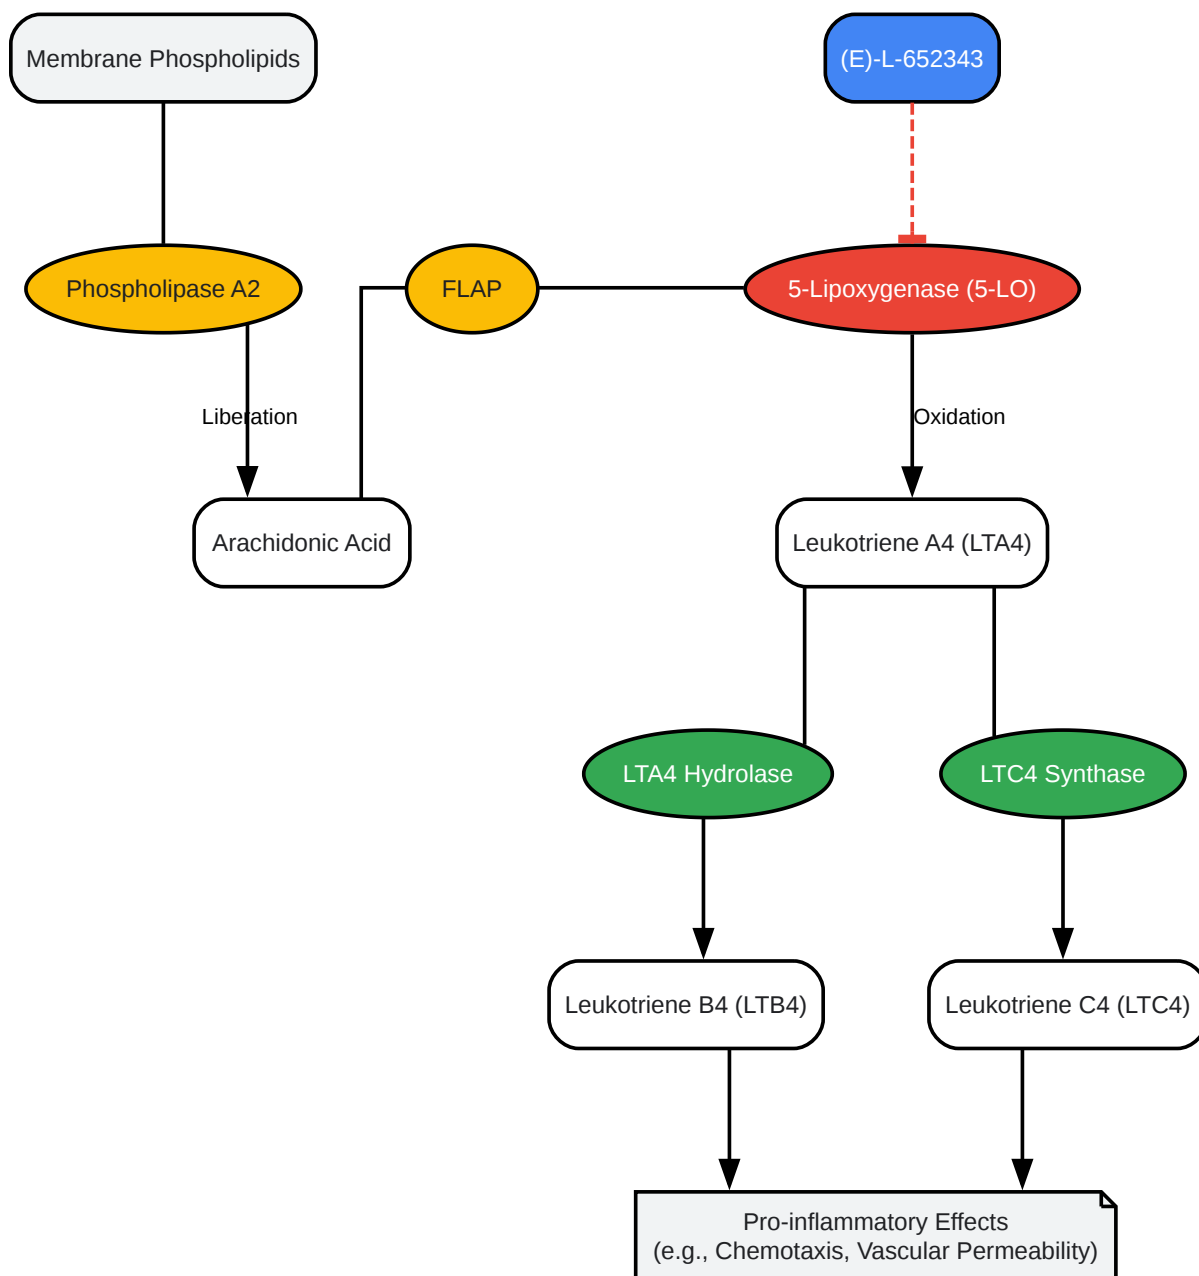 Membrane Phospholipids
(E)-L-652343
Phospholipase A2
FLAP
5-Lipoxygenase (5-LO)
Liberation
Oxidation
Arachidonic Acid
Leukotriene A4 (LTA4)
LTA4 Hydrolase
LTC4 Synthase
Leukotriene B4 (LTB4)
Leukotriene C4 (LTC4)
Pro-inflammatory Effects
(e.g., Chemotaxis, Vascular Permeability)